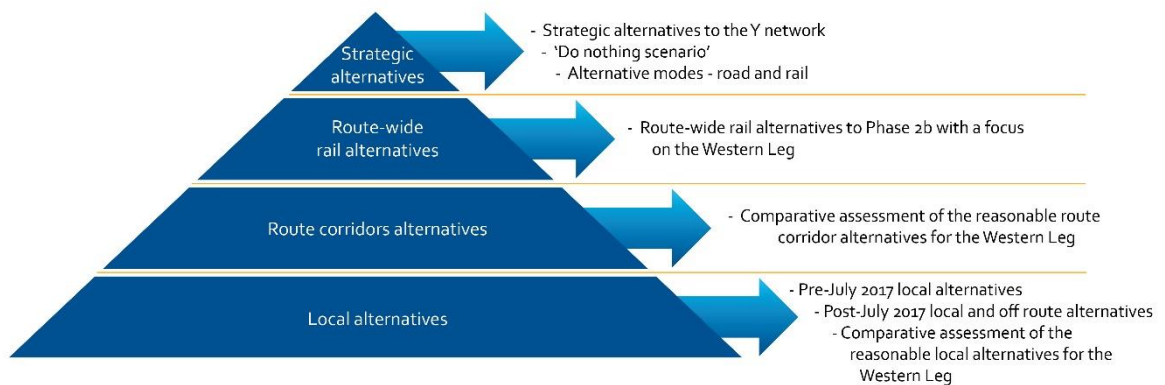 Strategic
alternatives
- Strategic alternatives to the Y network
- ‘Do nothing scenario’
- Alternative modes - road and rail
Route-wide
rail alternatives
- Route-wide rail alternatives to Phase 2b with a focus
on the Western Leg
Route corridors alternatives
- Comparative assessment of the reasonable route
corridor alternatives for the Western Leg
Local alternatives
- Pre-July 2017 local alternatives
- Post-July 2017 local and off route alternatives
- Comparative assessment of the
reasonable local alternatives for the
Western Leg